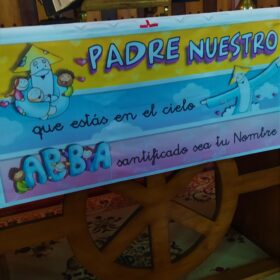 PADRE NUESTRO
que estás en el cielo
ABBA santificado sea tu Nombre